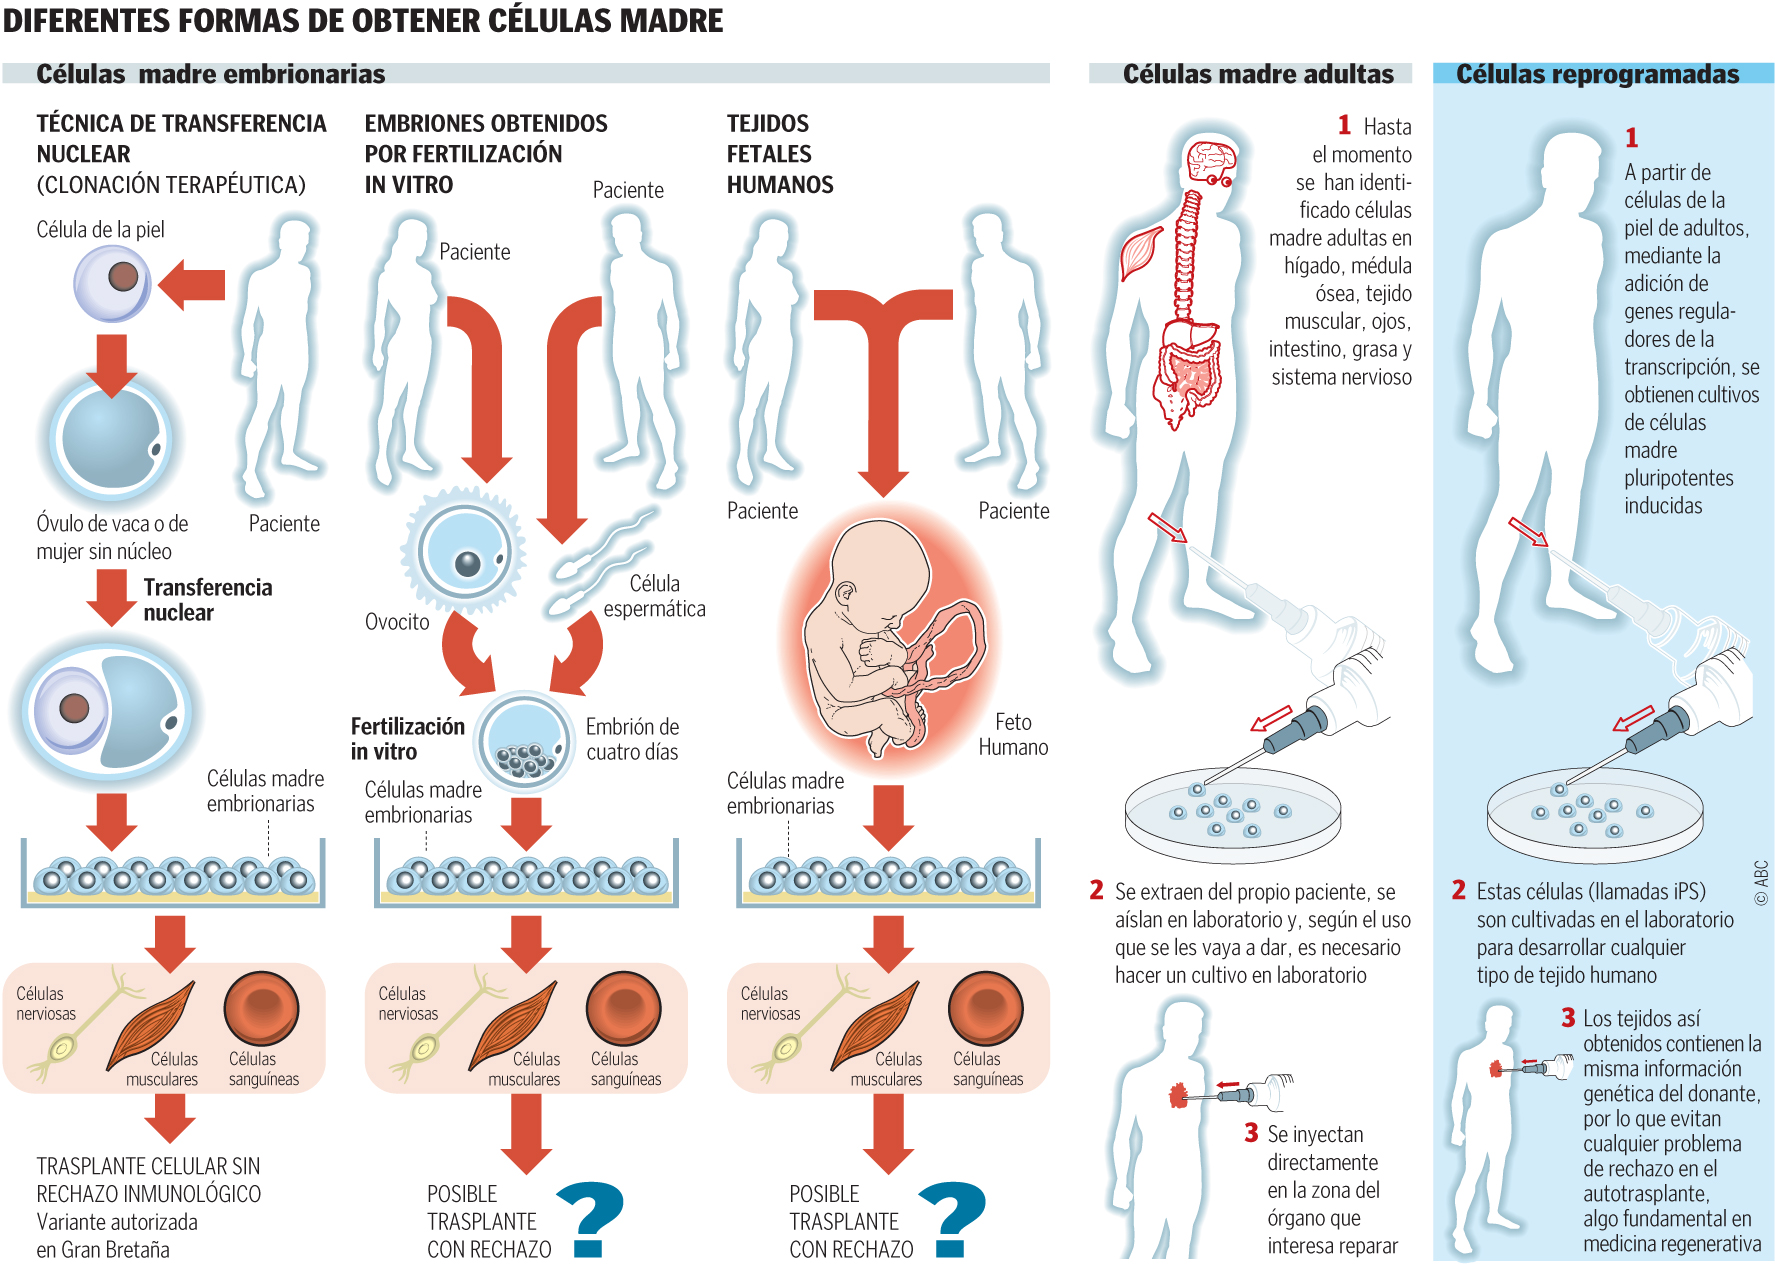 DIFERENTES FORMAS DE OBTENER CÉLULAS MADRE
Células madre embrionarias
TÉCNICA DE TRANSFERENCIA
NUCLEAR
(CLONACIÓN TERAPÉUTICA)
Célula de la piel
Óvulo de vaca o de
mujer sin núcleo
Paciente
Transferencia
nuclear
Células madre
embrionarias
Células
nerviosas
Células
musculares
Células
sanguíneas
TRASPLANTE CELULAR SIN
RECHAZO INMUNOLÓGICO
Variante autorizada
en Gran Bretaña
EMBRIONES OBTENIDOS
POR FERTILIZACIÓN
IN VITRO
Paciente
Paciente
Ovocito
Célula
espermática
Fertilización
in vitro
Embrión de
cuatro días
Células madre
embrionarias
Células
nerviosas
Células
musculares
Células
sanguíneas
POSIBLE
TRASPLANTE
CON RECHAZO
?
TEJIDOS
FETALES
HUMANOS
Paciente
Paciente
Feto
Humano
Células madre
embrionarias
Células
nerviosas
Células
musculares
Células
sanguíneas
POSIBLE
TRASPLANTE
CON RECHAZO
?
Células madre adultas
1 Hasta
el momento
se han identi-
ficado células
madre adultas en
hígado, médula
ósea, tejido
muscular, ojos,
intestino, grasa y
sistema nervioso
2 Se extraen del propio paciente, se
aíslan en laboratorio y, según el uso
que se les vaya a dar, es necesario
hacer un cultivo en laboratorio
3 Se inyectan
directamente
en la zona del
órgano que
interesa reparar
Células reprogramadas
1
A partir de
células de la
piel de adultos,
mediante la
adición de
genes regula-
dores de la
transcripción, se
obtienen cultivos
de células
madre
pluripotentes
inducidas
2 Estas células (llamadas iPS)
son cultivadas en el laboratorio
para desarrollar cualquier
tipo de tejido humano
3 Los tejidos así
obtenidos contienen la
misma información
genética del donante,
por lo que evitan
cualquier problema
de rechazo en el
autotrasplante,
algo fundamental en
medicina regenerativa
© ABC